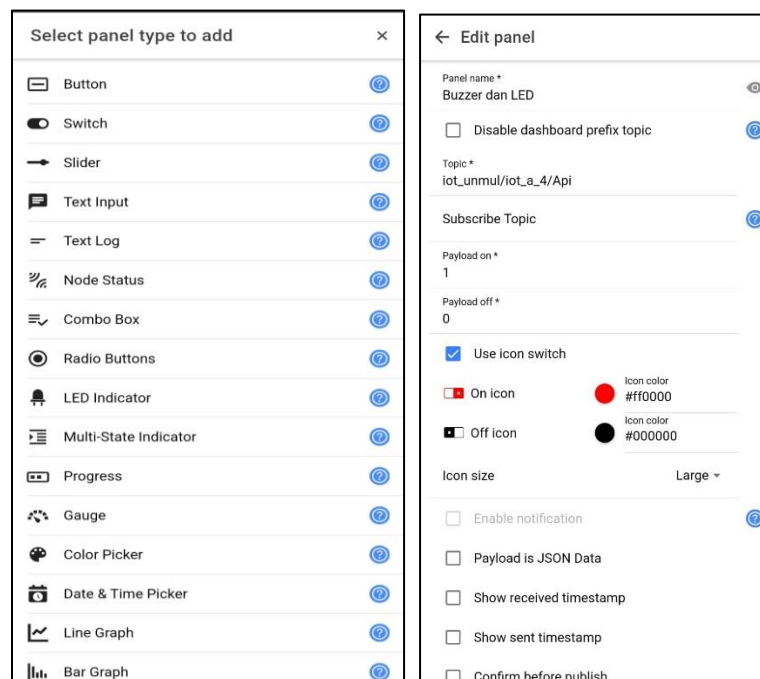 Select panel type to add
Button
Switch
Slider
Text Input
Text Log
Node Status
Combo Box
Radio Buttons
LED Indicator
Multi-State Indicator
Progress
Gauge
Color Picker
Date & Time Picker
Line Graph
Bar Graph
Edit panel
Panel name *
Buzzer dan LED
Disable dashboard prefix topic
Topic *
iot_unmul/iot_a_4/Api
Subscribe Topic
Payload on *
1
Payload off *
0
Use icon switch
On icon
Icon color
#ff0000
Off icon
Icon color
#000000
Icon size
Large
Enable notification
Payload is JSON Data
Show received timestamp
Show sent timestamp
Confirm before publish